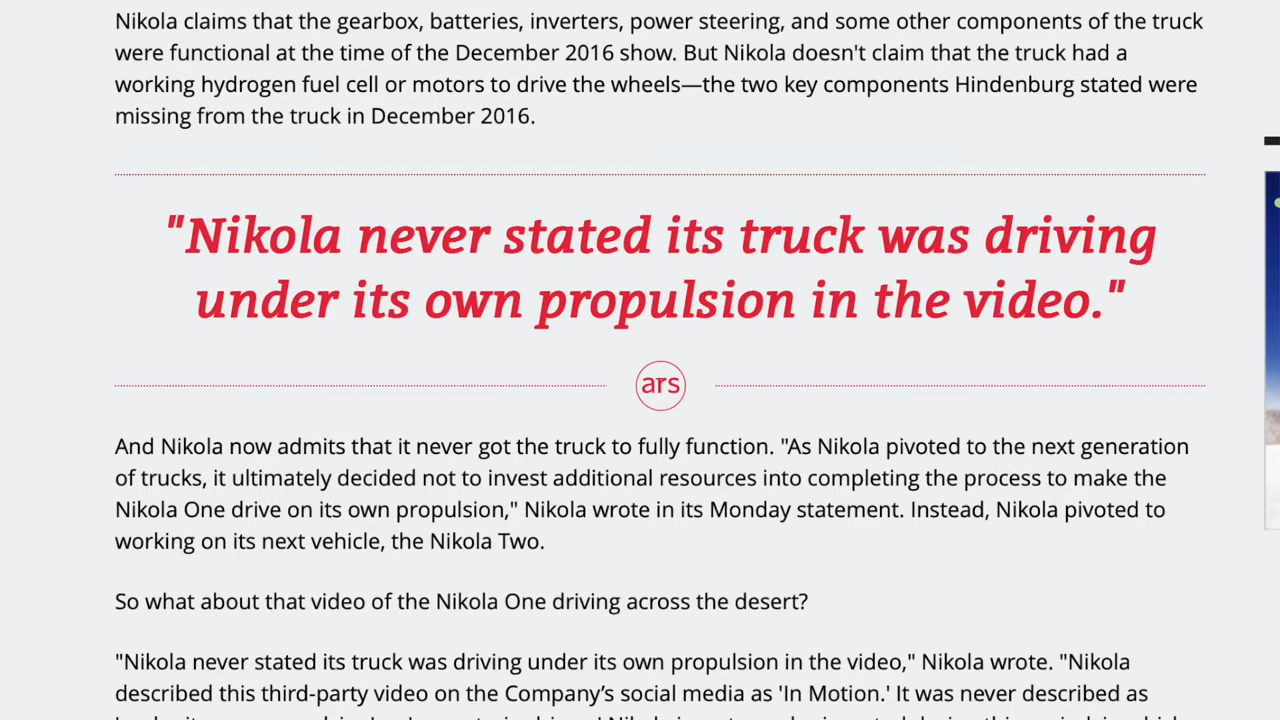 Nikola claims that the gearbox, batteries, inverters, power steering, and some other components of the truck
were functional at the time of the December 2016 show. But Nikola doesn't claim that the truck had a
working hydrogen fuel cell or motors to drive the wheels—the two key components Hindenburg stated were
missing from the truck in December 2016.
"Nikola never stated its truck was driving
under its own propulsion in the video."
ars
And Nikola now admits that it never got the truck to fully function. "As Nikola pivoted to the next generation
of trucks, it ultimately decided not to invest additional resources into completing the process to make the
Nikola One drive on its own propulsion," Nikola wrote in its Monday statement. Instead, Nikola pivoted to
working on its next vehicle, the Nikola Two.
So what about that video of the Nikola One driving across the desert?
"Nikola never stated its truck was driving under its own propulsion in the video," Nikola wrote. "Nikola
described this third-party video on the Company’s social media as 'In Motion.' It was never described as